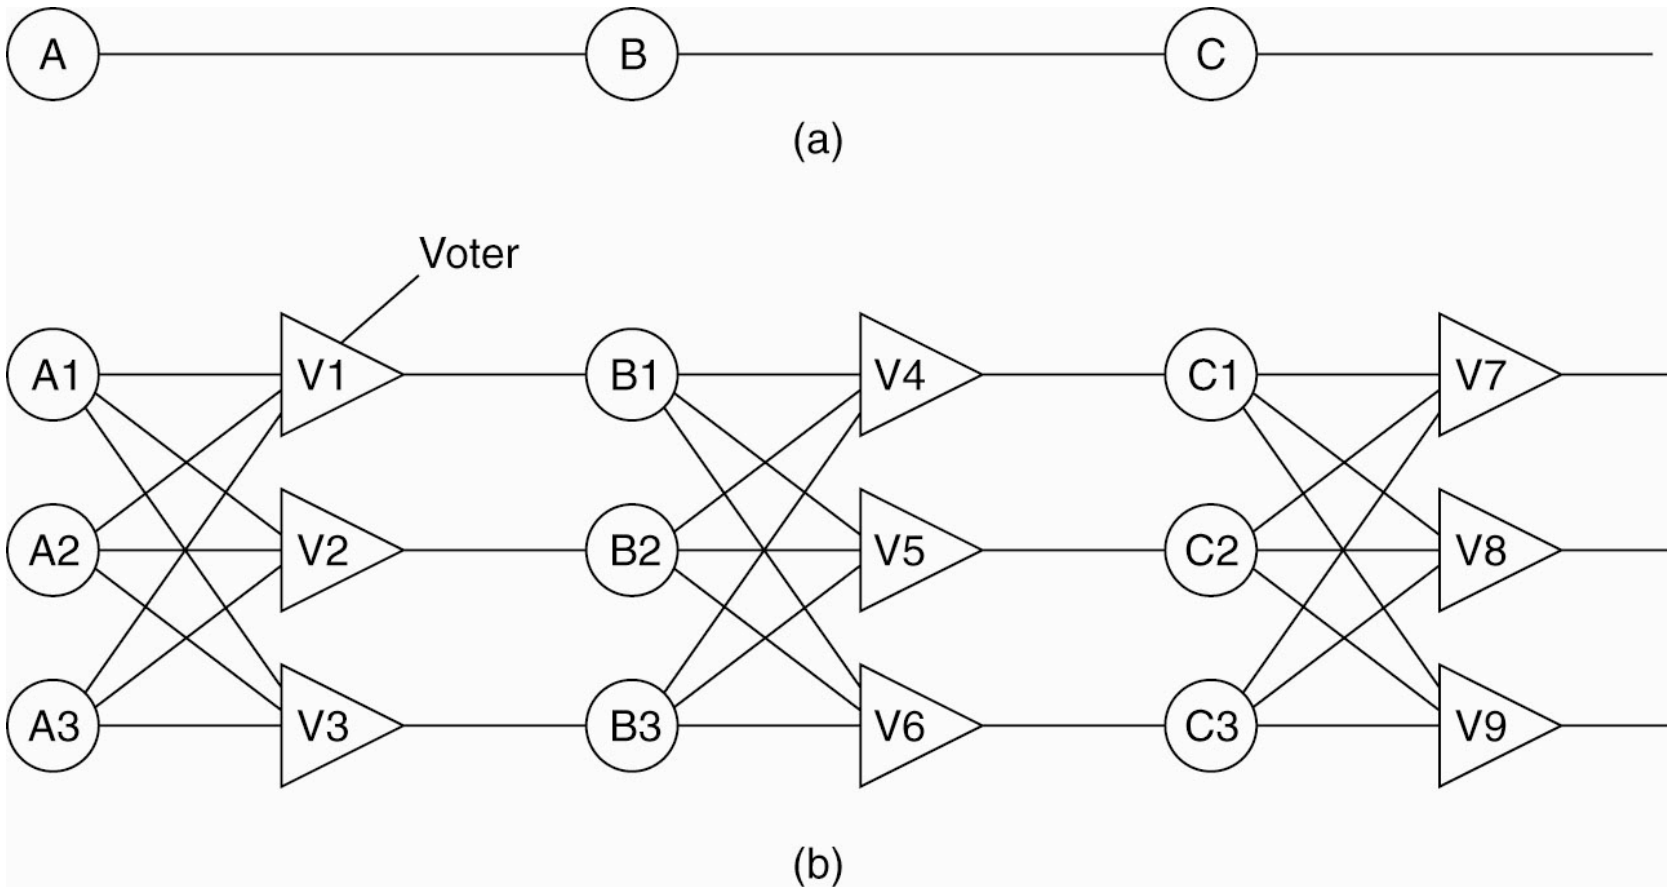 A B C
(a)
Voter
A1 V1 B1 V4 C1 V7
A2 V2 B2 V5 C2 V8
A3 V3 B3 V6 C3 V9
(b)